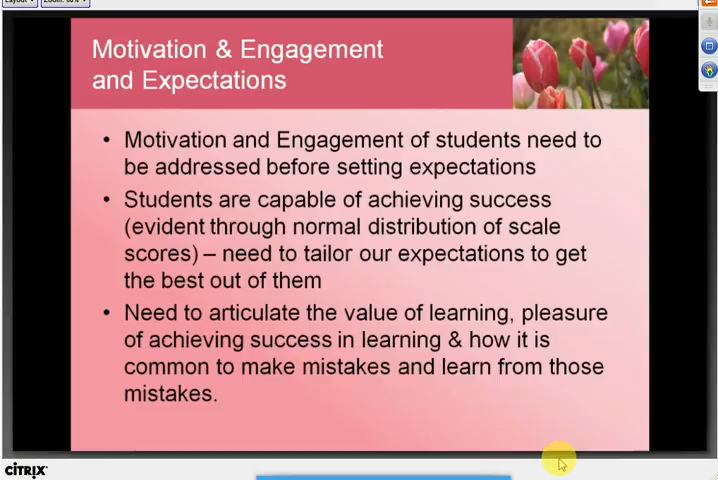 Layout Zoom: 80%
Motivation & Engagement
and Expectations
• Motivation and Engagement of students need to
be addressed before setting expectations
• Students are capable of achieving success
(evident through normal distribution of scale
scores) – need to tailor our expectations to get
the best out of them
• Need to articulate the value of learning, pleasure
of achieving success in learning & how it is
common to make mistakes and learn from those
mistakes.
CITRIX